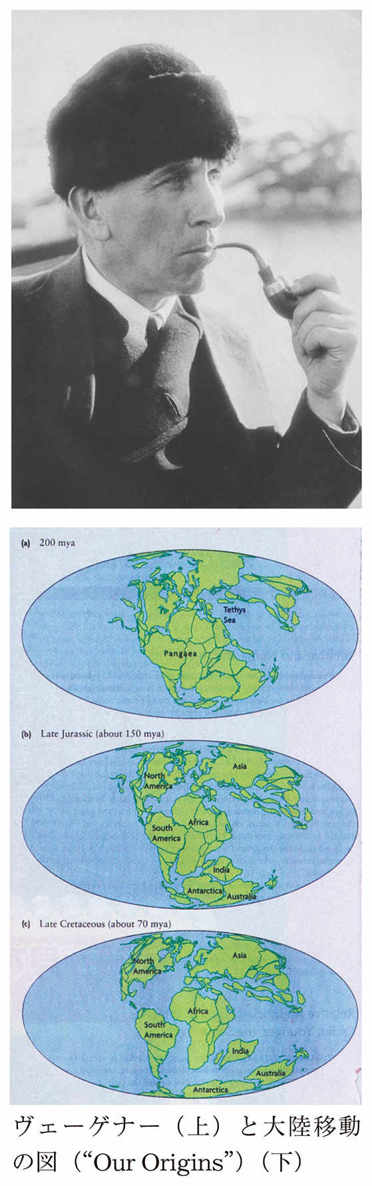 (a) 200 mya
Tethys
Sea
Pangaea
(b) Late Jurassic (about 150 mya)
North
America
Asia
Africa
South
America
India
Antarctica
Australia
(c) Late Cretaceous (about 70 mya)
North
America
Asia
Africa
South
America
India
Australia
Antarctica
ヴェーゲナー（上）と大陸移動
の図（“Our Origins”）（下）